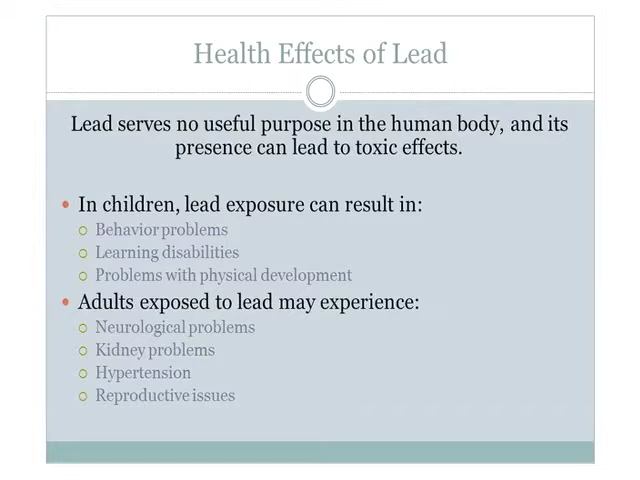 Health Effects of Lead
Lead serves no useful purpose in the human body, and its
presence can lead to toxic effects.
In children, lead exposure can result in:
Behavior problems
Learning disabilities
Problems with physical development
Adults exposed to lead may experience:
Neurological problems
Kidney problems
Hypertension
Reproductive issues